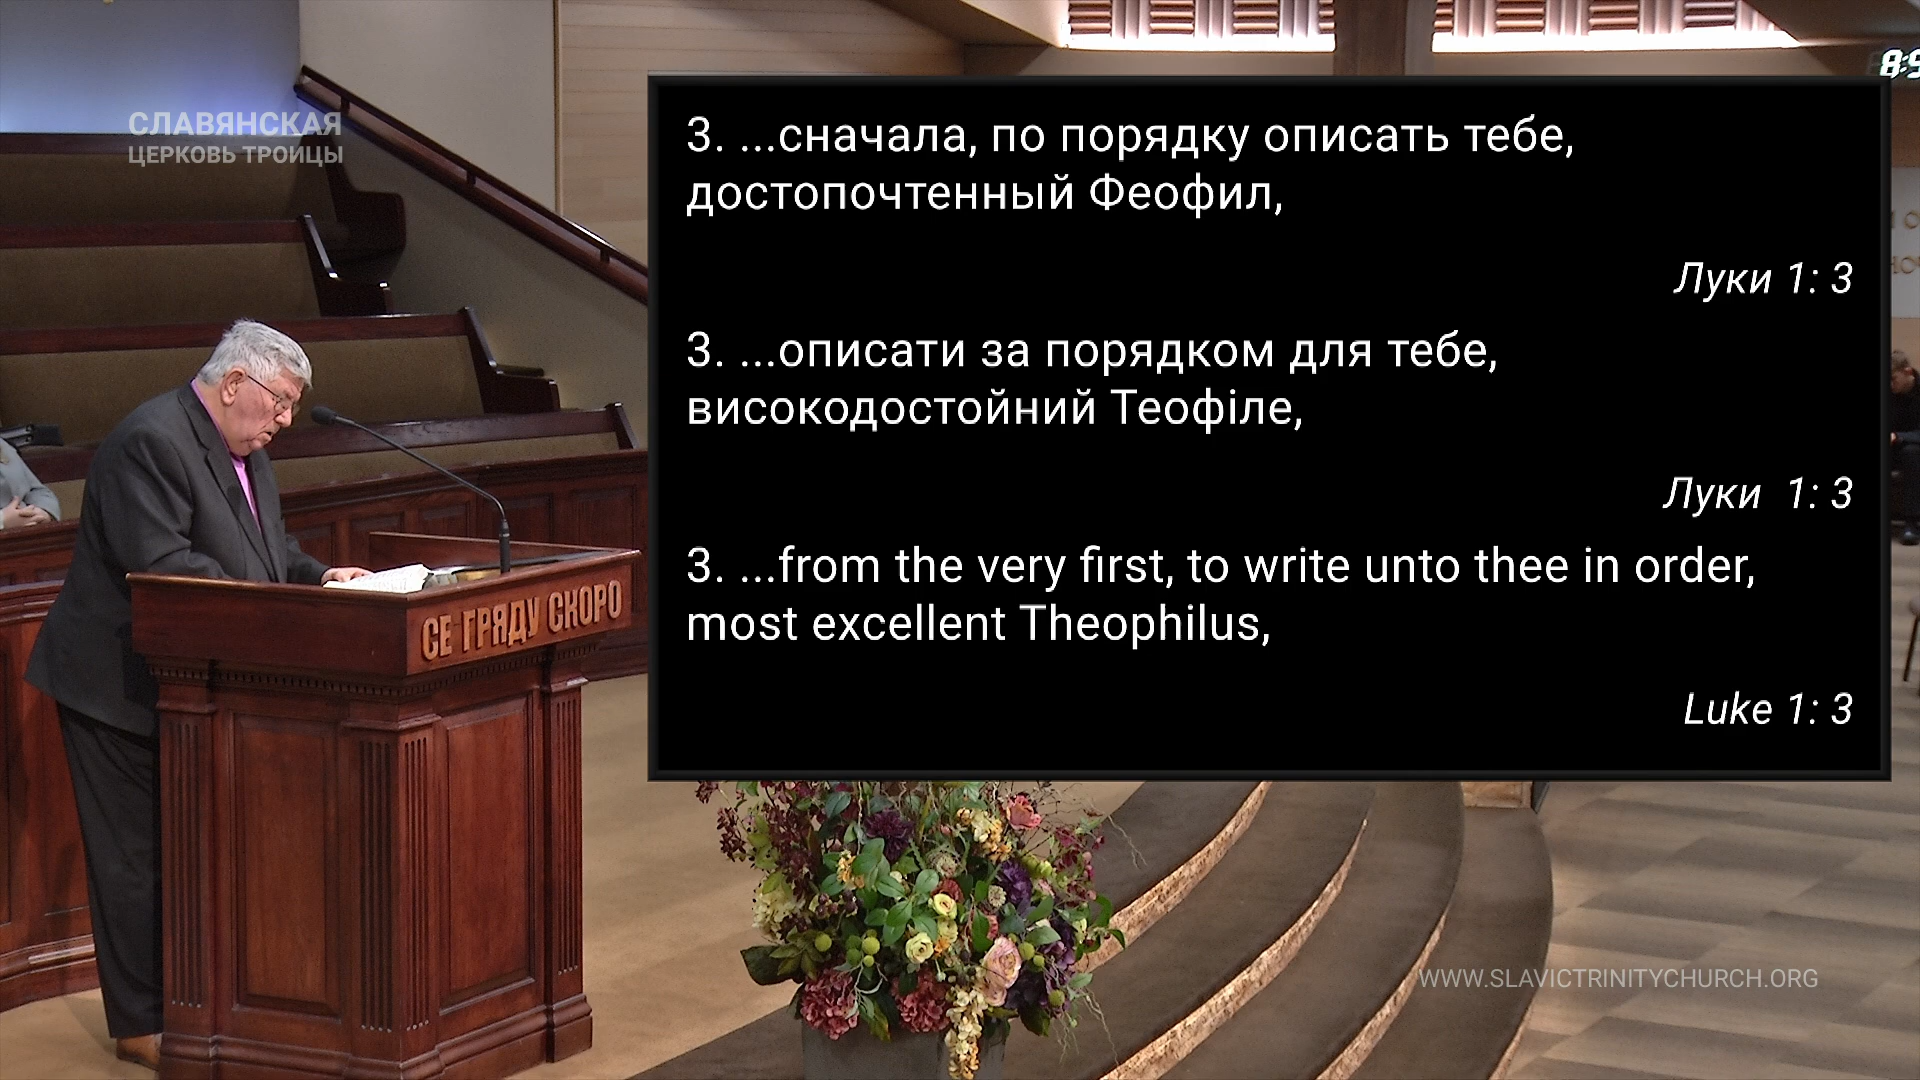 СЛАВЯНСКАЯ
ЦЕРКОВЬ ТРОИЦЫ
3. ...сначала, по порядку описать тебе,
достопочтенный Феофил,
Луки 1: 3
3. ...описати за порядком для тебе,
високодостойний Теофіле,
Луки 1: 3
3. ...from the very first, to write unto thee in order,
most excellent Theophilus,
Luke 1: 3
СЕ ГРЯДУ СКОРО
WWW.SLAVICTRINITYCHURCH.ORG